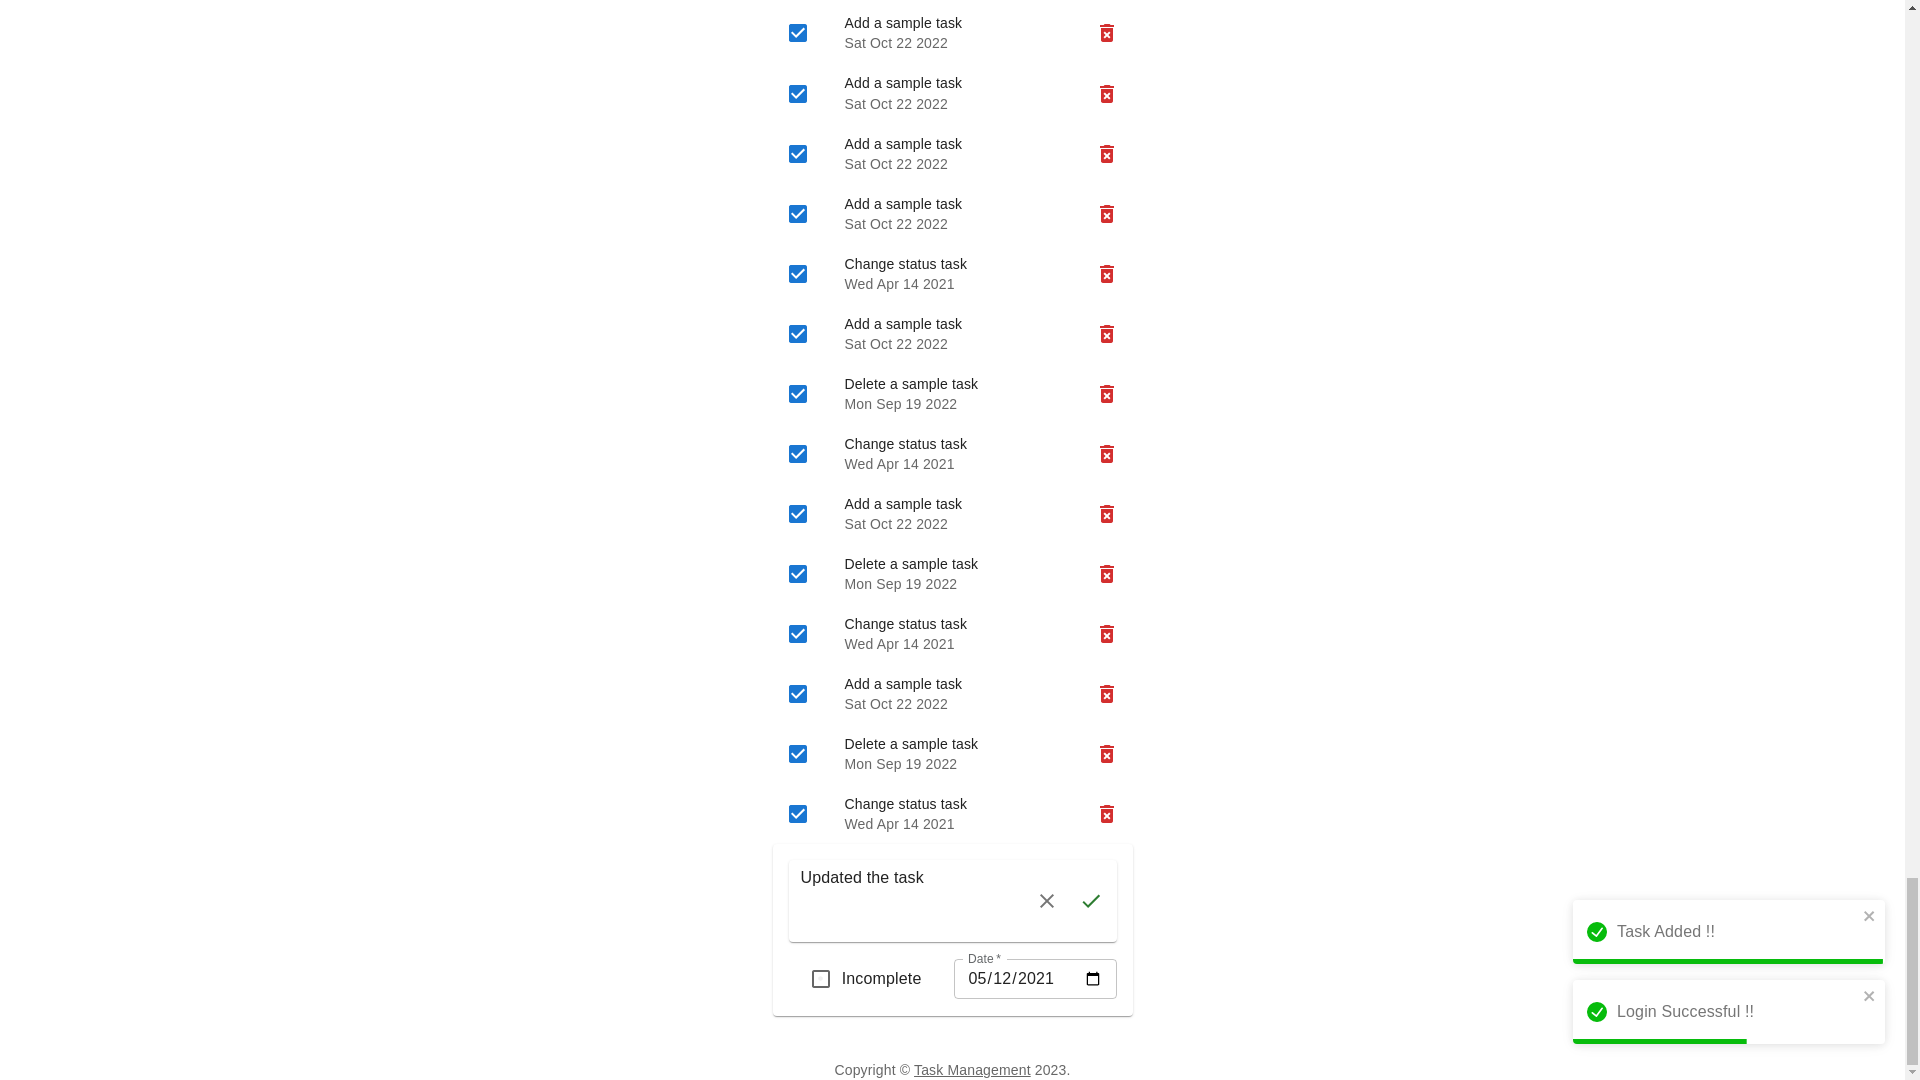 Add a sample task
Sat Oct 22 2022
Add a sample task
Sat Oct 22 2022
Add a sample task
Sat Oct 22 2022
Add a sample task
Sat Oct 22 2022
Change status task
Wed Apr 14 2021
Add a sample task
Sat Oct 22 2022
Delete a sample task
Mon Sep 19 2022
Change status task
Wed Apr 14 2021
Add a sample task
Sat Oct 22 2022
Delete a sample task
Mon Sep 19 2022
Change status task
Wed Apr 14 2021
Add a sample task
Sat Oct 22 2022
Delete a sample task
Mon Sep 19 2022
Change status task
Wed Apr 14 2021
Updated the task
Incomplete
Date *
05/12/2021
Task Added !!
Login Successful !!
Copyright © Task Management 2023.